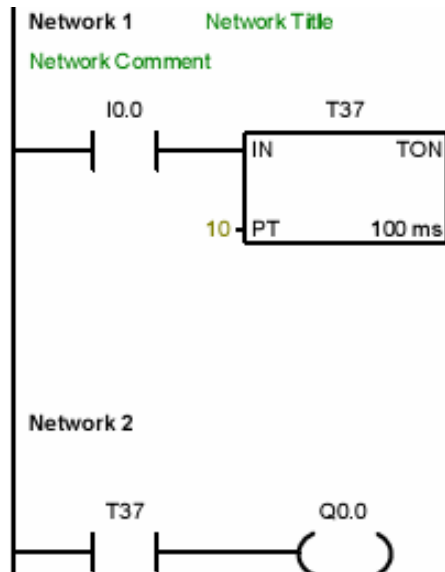 Network 1 Network Title
Network Comment
I0.0 T37
IN TON
10 PT 100 ms
Network 2
T37 Q0.0